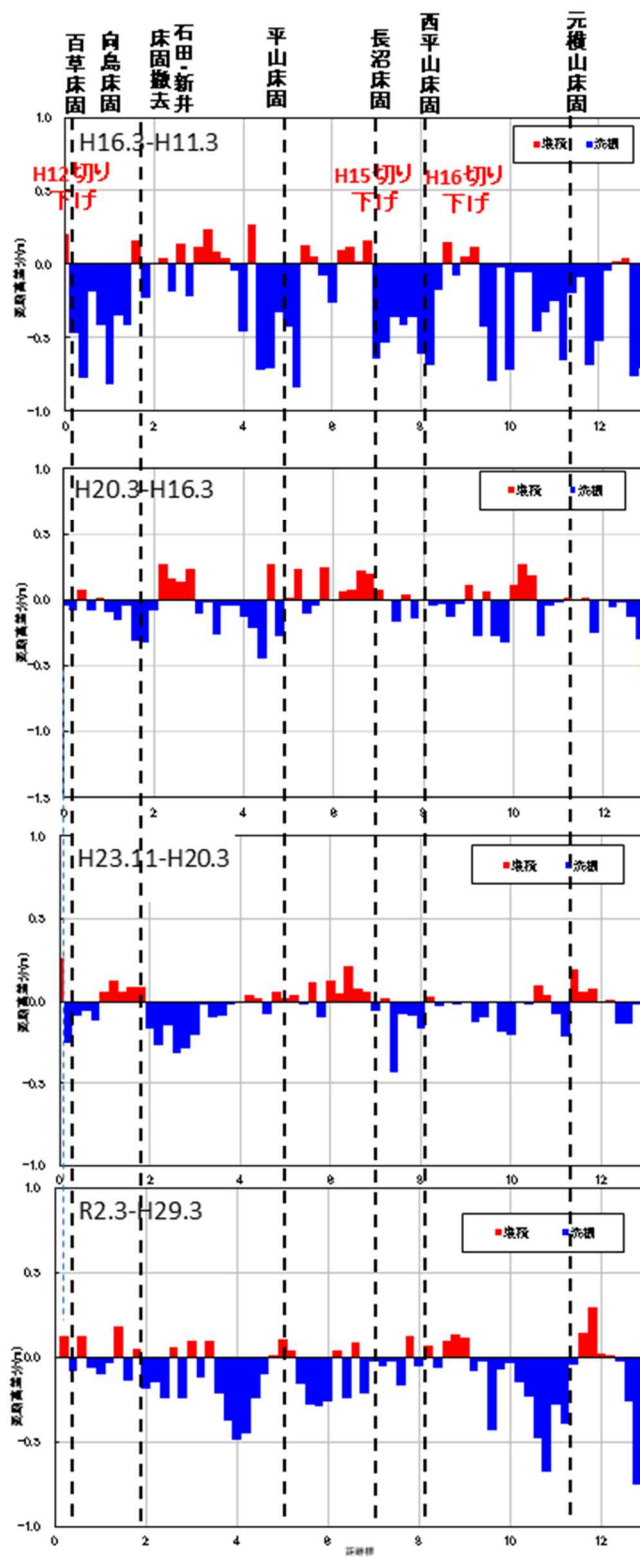 百草床固
向島床固
床固撤去
石田・新井
平山床固
長沼床固
西平山床固
元横山床固
H16.3-H11.3
堆積
洗掘
H12切り
下げ
H15切り
下げ
H16切り
下げ
1.0
0.5
0.0
-0.5
-1.0
0
2
4
6
8
10
12
H20.3-H16.3
堆積
洗掘
1.0
0.5
0.0
-0.5
-1.0
-1.5
0
2
4
6
8
10
12
H23.11-H20.3
堆積
洗掘
1.0
0.5
0.0
-0.5
-1.0
0
2
4
6
8
10
12
R2.3-H29.3
堆積
洗掘
1.0
0.5
0.0
-0.5
-1.0
0
2
4
6
8
10
12
距離標